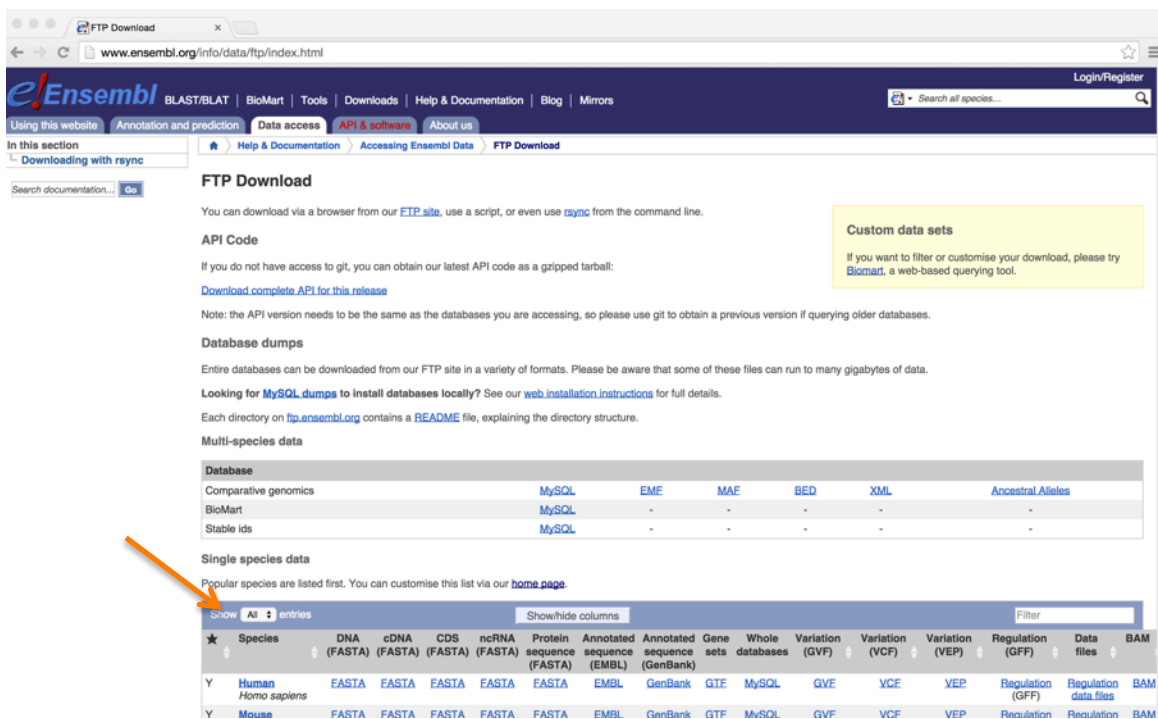 FTP Download ×
www.ensembl.org/info/data/ftp/index.html
Login/Register
e!Ensembl BLAST/BLAT | BioMart | Tools | Downloads | Help & Documentation | Blog | Mirrors
Search all species...
Using this website Annotation and prediction Data access API & software About us
In this section
Downloading with rsync
Help & Documentation Accessing Ensembl Data FTP Download
Search documentation... Go
FTP Download
You can download via a browser from our FTP site, use a script, or even use rsync from the command line.
Custom data sets
If you want to filter or customise your download, please try
Biomart, a web-based querying tool.
API Code
If you do not have access to git, you can obtain our latest API code as a gzipped tarball:
Download complete API for this release
Note: the API version needs to be the same as the databases you are accessing, so please use git to obtain a previous version if querying older databases.
Database dumps
Entire databases can be downloaded from our FTP site in a variety of formats. Please be aware that some of these files can run to many gigabytes of data.
Looking for MySQL dumps to install databases locally? See our web installation instructions for full details.
Each directory on ftp.ensembl.org contains a README file, explaining the directory structure.
Multi-species data
Database
Comparative genomics MySQL EMF MAF BED XML Ancestral Alleles
BioMart MySQL - - - - -
Stable ids MySQL - - - - -
Single species data
Popular species are listed first. You can customise this list via our home page.
Show All entries Show/hide columns Filter
★ Species DNA cDNA CDS ncRNA Protein Annotated Annotated Gene Whole Variation Variation Variation Regulation Data BAM
(FASTA) (FASTA) (FASTA) (FASTA) sequence sequence sequence sets databases (GVF) (VCF) (VEP) (GFF) files
(FASTA) (EMBL) (GenBank)
Y Human FASTA FASTA FASTA FASTA FASTA EMBL GenBank GTF MySQL GVF VCF VEP Regulation Regulation BAM
Homo sapiens (GFF) data files
Y Mouse FASTA FASTA FASTA FASTA FASTA EMBL GenBank GTF MySQL GVF VCF VEP Regulation Regulation BAM